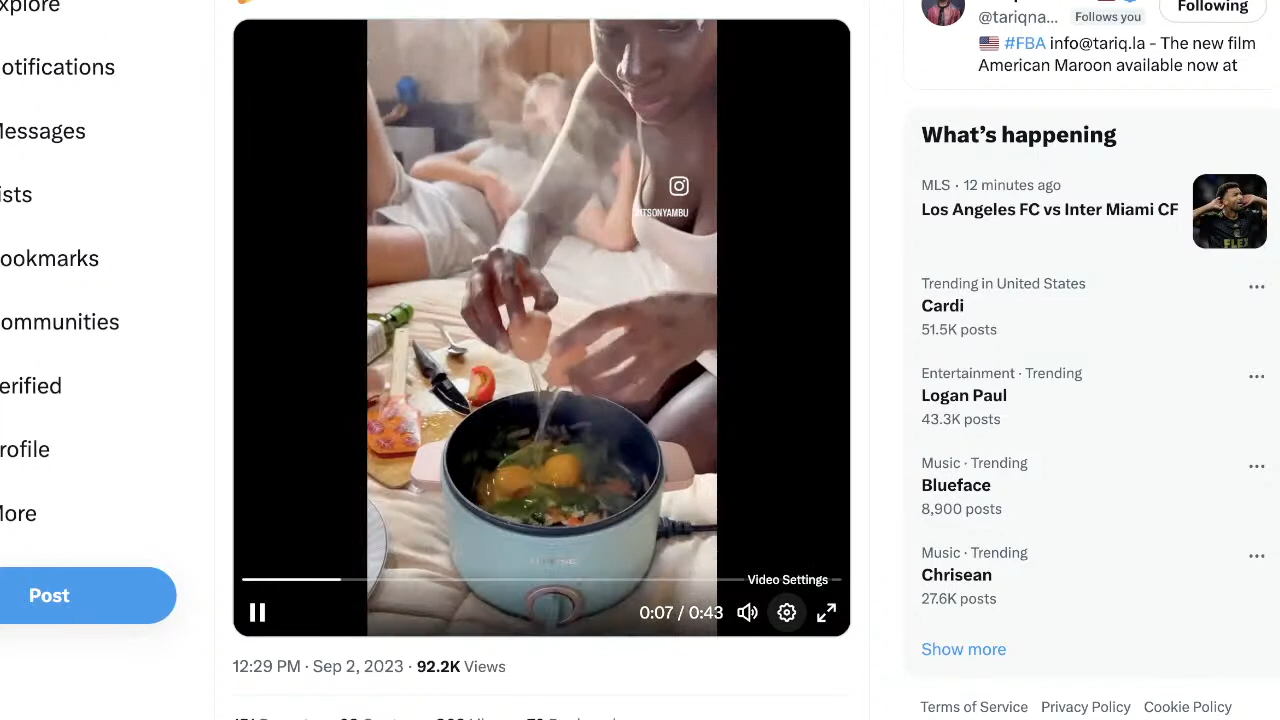 xplore
otifications
Messages
ists
ookmarks
ommunities
erified
rofile
More
Post
@ITSONYAMBU
Video Settings
0:07 / 0:43
12:29 PM · Sep 2, 2023 · 92.2K Views
@tariqna... Follows you
Following
#FBA info@tariq.la - The new film
American Maroon available now at
What’s happening
MLS · 12 minutes ago
Los Angeles FC vs Inter Miami CF
FLEX
Trending in United States
Cardi
51.5K posts
Entertainment · Trending
Logan Paul
43.3K posts
Music · Trending
Blueface
8,900 posts
Music · Trending
Chrisean
27.6K posts
Show more
Terms of Service Privacy Policy Cookie Policy